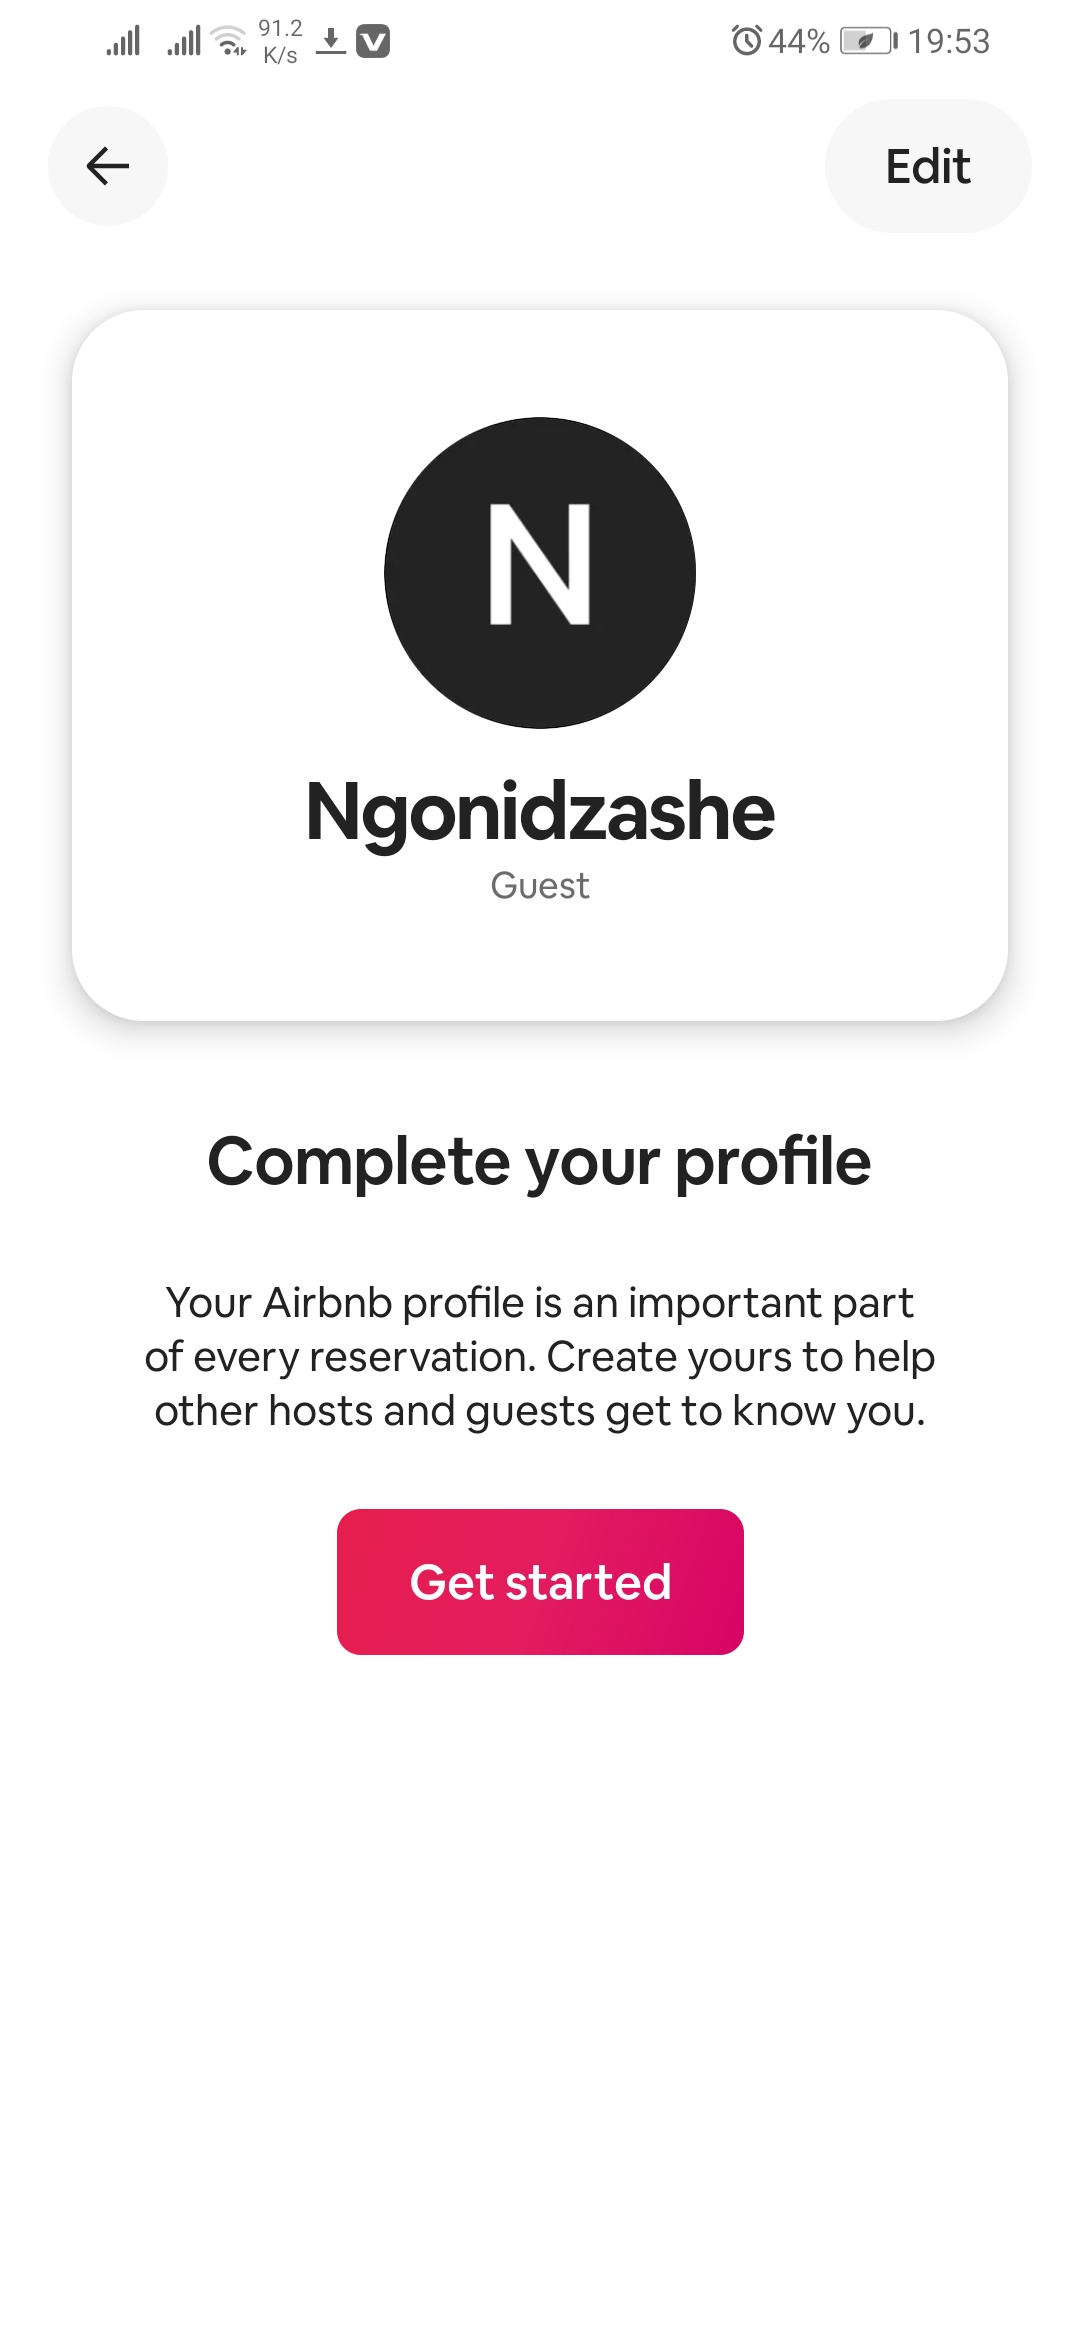 91.2
K/s
44%
19:53
Edit
N
Ngonidzashe
Guest
Complete your profile
Your Airbnb profile is an important part
of every reservation. Create yours to help
other hosts and guests get to know you.
Get started